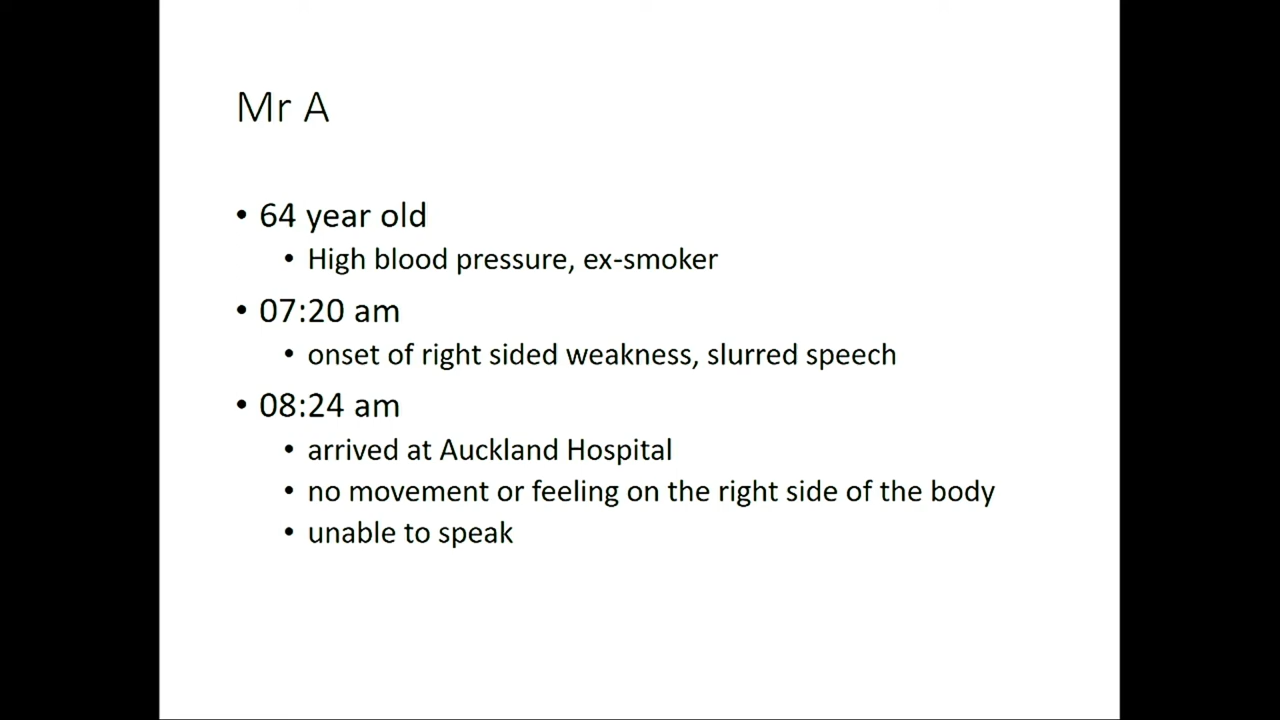 Mr A
• 64 year old
• High blood pressure, ex-smoker
• 07:20 am
• onset of right sided weakness, slurred speech
• 08:24 am
• arrived at Auckland Hospital
• no movement or feeling on the right side of the body
• unable to speak